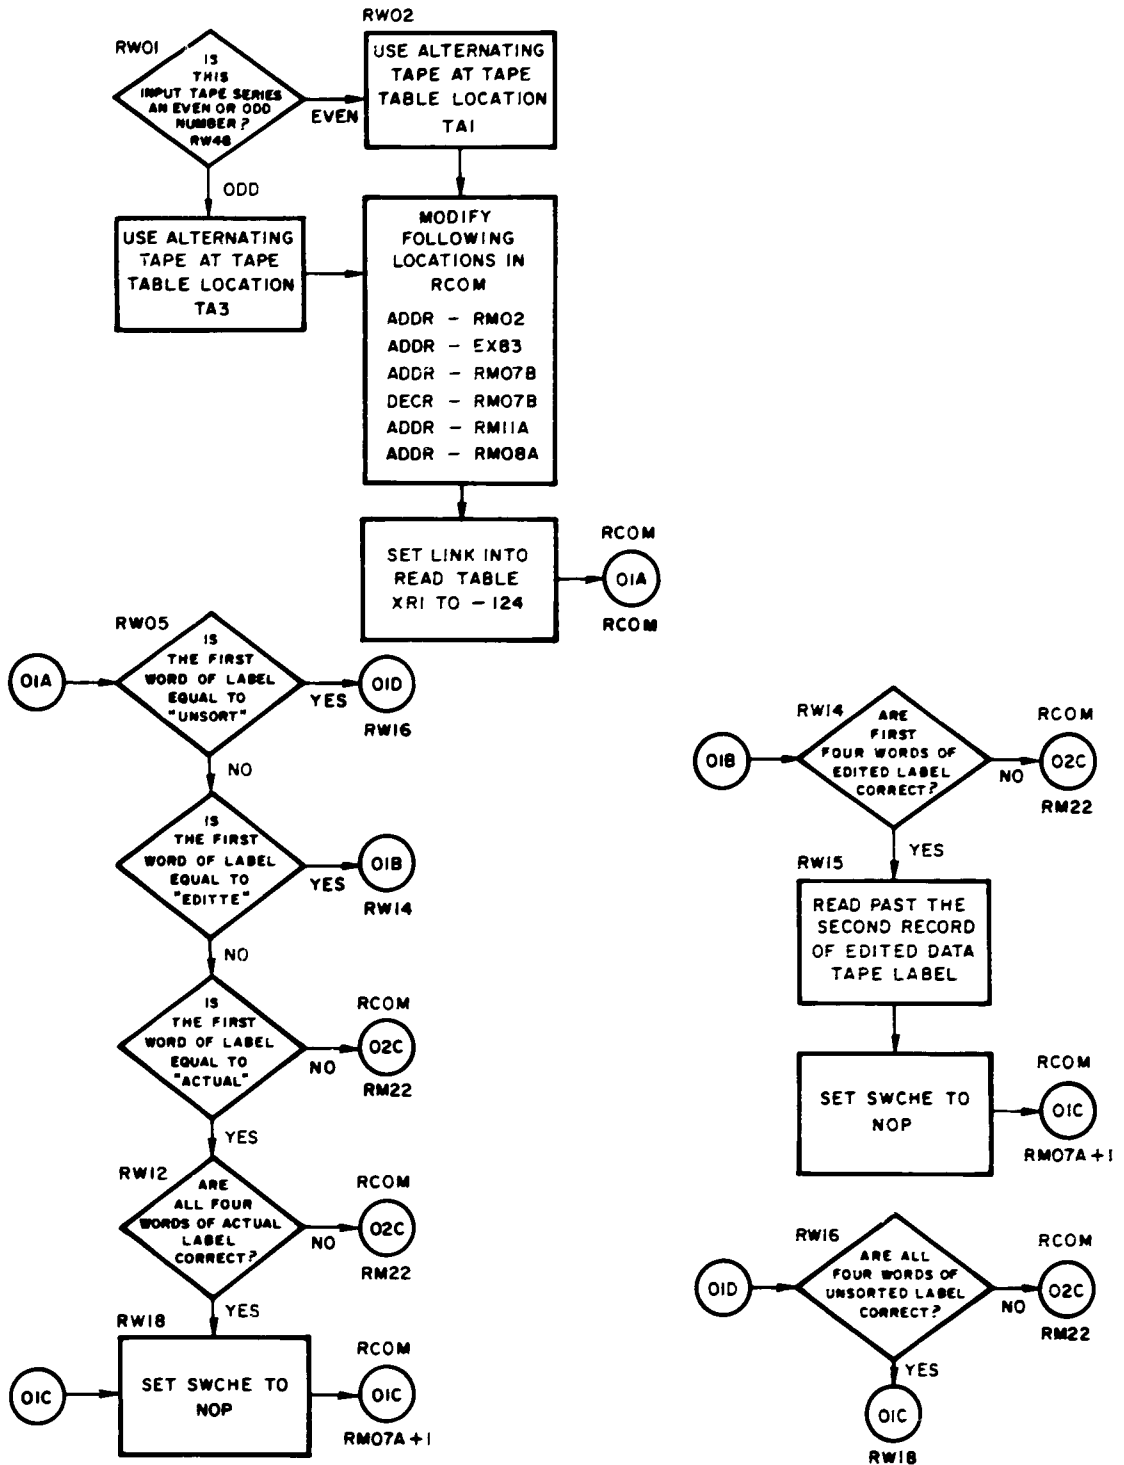 RW01
IS
THIS
INPUT TAPE SERIES
AN EVEN OR ODD
NUMBER?
RW48
EVEN
ODD
RW02
USE ALTERNATING
TAPE AT TAPE
TABLE LOCATION
TA1
USE ALTERNATING
TAPE AT TAPE
TABLE LOCATION
TA3
MODIFY
FOLLOWING
LOCATIONS IN
RCOM
ADDR - RM02
ADDR - EX83
ADDR - RM07B
DECR - RM07B
ADDR - RM11A
ADDR - RM08A
SET LINK INTO
READ TABLE
XR1 TO -124
RCOM
01A
RCOM
01A
RW05
IS
THE FIRST
WORD OF LABEL
EQUAL TO
"UNSORT"
YES
01D
RW16
NO
IS
THE FIRST
WORD OF LABEL
EQUAL TO
"EDITTE"
YES
01B
RW14
NO
IS
THE FIRST
WORD OF LABEL
EQUAL TO
"ACTUAL"
NO
RCOM
02C
RM22
YES
RW12
ARE
ALL FOUR
WORDS OF ACTUAL
LABEL
CORRECT?
NO
RCOM
02C
RM22
YES
RW18
01C
SET SWCHE TO
NOP
RCOM
01C
RM07A+1
01B
RW14
ARE
FIRST
FOUR WORDS OF
EDITED LABEL
CORRECT?
NO
RCOM
02C
RM22
YES
RW15
READ PAST THE
SECOND RECORD
OF EDITED DATA
TAPE LABEL
SET SWCHE TO
NOP
RCOM
01C
RM07A+1
01D
RW16
ARE ALL
FOUR WORDS OF
UNSORTED LABEL
CORRECT?
NO
RCOM
02C
RM22
YES
01C
RW18